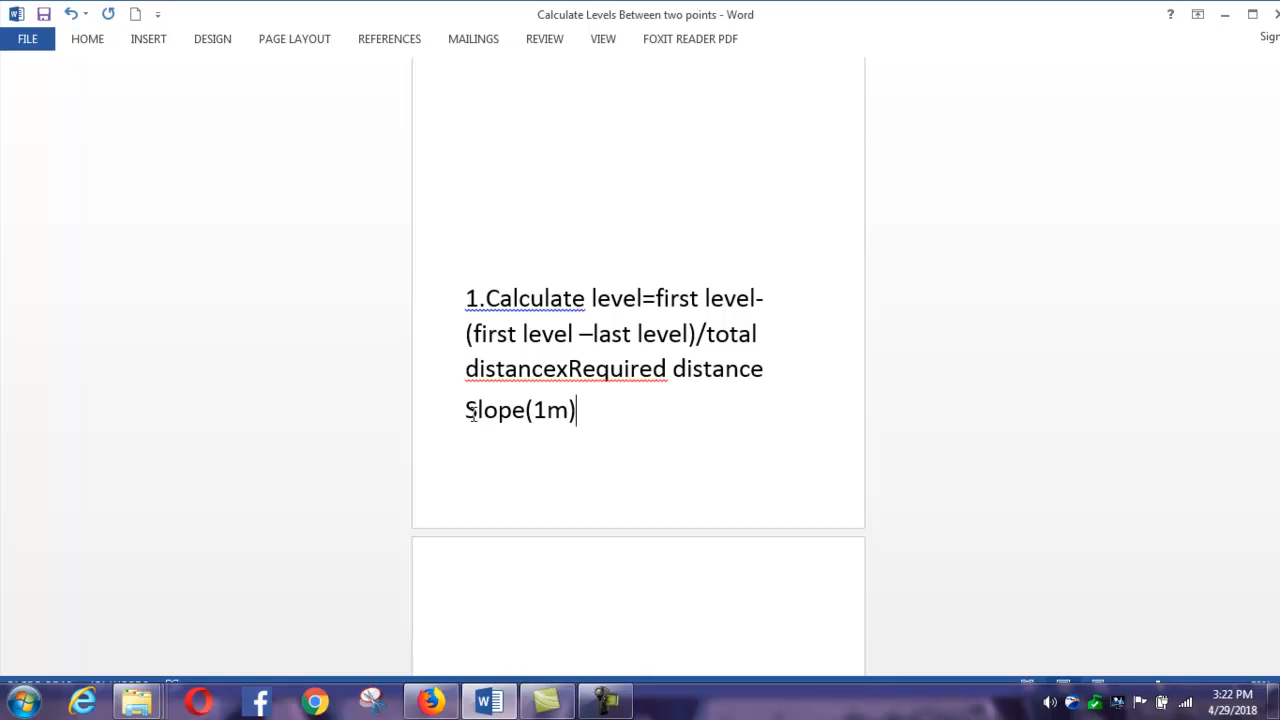 Calculate Levels Between two points - Word
?
Sign
FILE HOME INSERT DESIGN PAGE LAYOUT REFERENCES MAILINGS REVIEW VIEW FOXIT READER PDF
1.Calculate level=first level-
(first level –last level)/total
distancexRequired distance
Slope(1m)
3:22 PM
4/29/2018